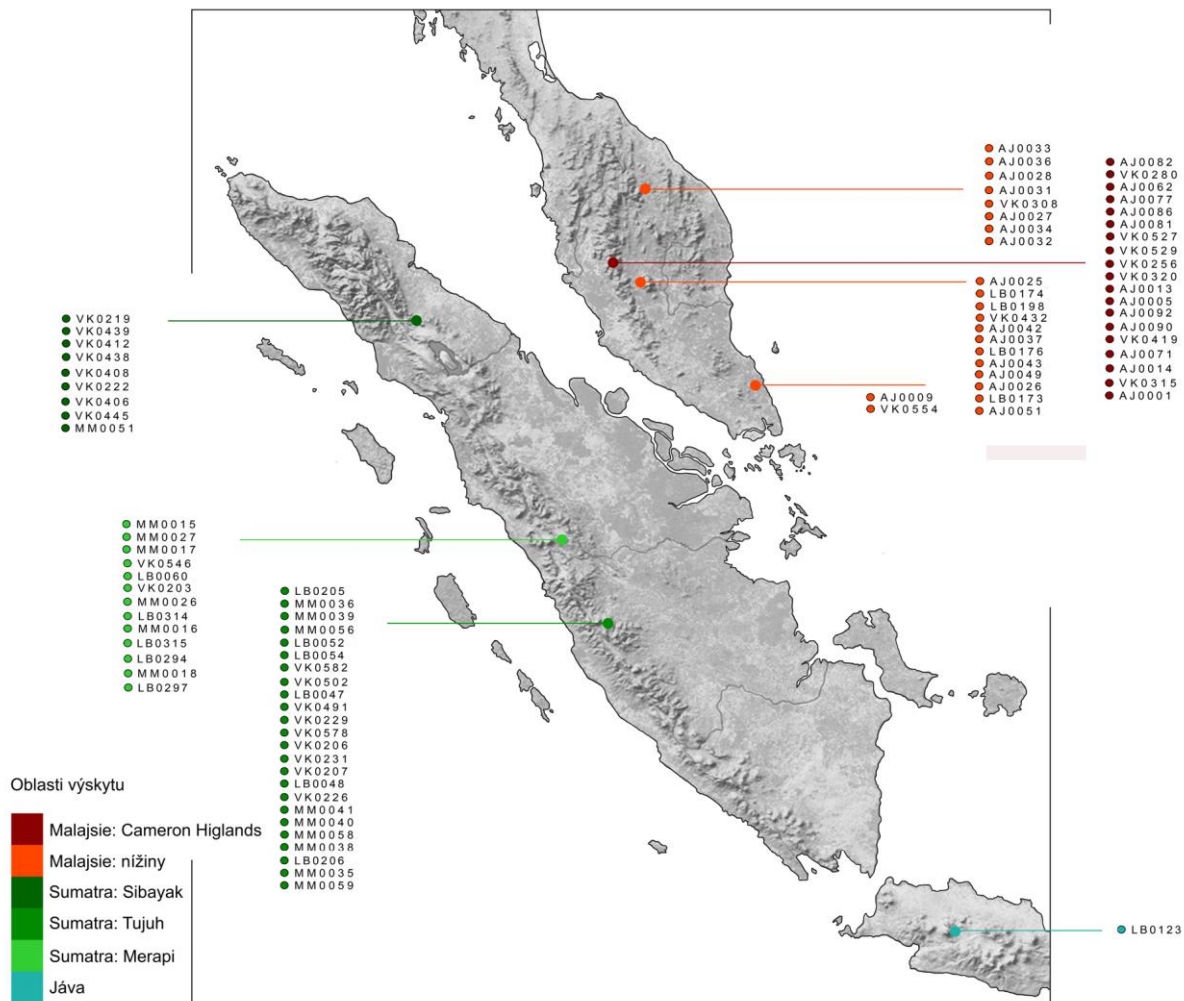 AJ0033
AJ0036
AJ0028
AJ0031
VK0308
AJ0027
AJ0034
AJ0032
AJ0082
VK0280
AJ0062
AJ0077
AJ0086
AJ0081
VK0527
VK0529
VK0256
VK0320
AJ0013
AJ0005
AJ0092
AJ0090
VK0419
AJ0071
AJ0014
VK0315
AJ0001
AJ0025
LB0174
LB0198
VK0432
AJ0042
AJ0037
LB0176
AJ0043
AJ0049
AJ0026
LB0173
AJ0051
AJ0009
VK0554
VK0219
VK0439
VK0412
VK0438
VK0408
VK0222
VK0406
VK0445
MM0051
MM0015
MM0027
MM0017
VK0546
LB0060
VK0203
MM0026
LB0314
MM0016
LB0315
LB0294
MM0018
LB0297
LB0205
MM0036
MM0039
MM0056
LB0052
LB0054
VK0582
VK0502
LB0047
VK0491
VK0229
VK0578
VK0206
VK0231
VK0207
LB0048
VK0226
MM0041
MM0040
MM0058
MM0038
LB0206
MM0035
MM0059
Oblasti výskytu
Malajsie: Cameron Higlands
Malajsie: nížiny
Sumatra: Sibayak
Sumatra: Tujuh
Sumatra: Merapi
Jáva
LB0123